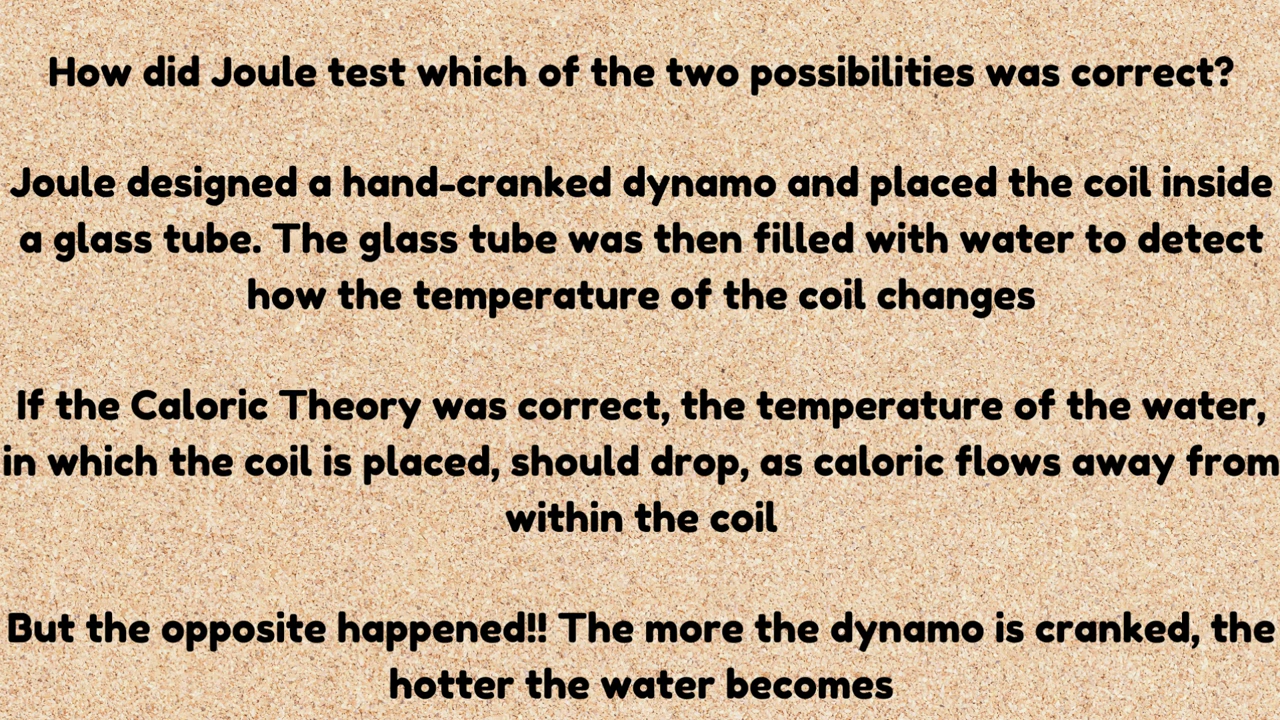 How did Joule test which of the two possibilities was correct?
Joule designed a hand-cranked dynamo and placed the coil inside
a glass tube. The glass tube was then filled with water to detect
how the temperature of the coil changes
If the Caloric Theory was correct, the temperature of the water,
in which the coil is placed, should drop, as caloric flows away from
within the coil
But the opposite happened!! The more the dynamo is cranked, the
hotter the water becomes